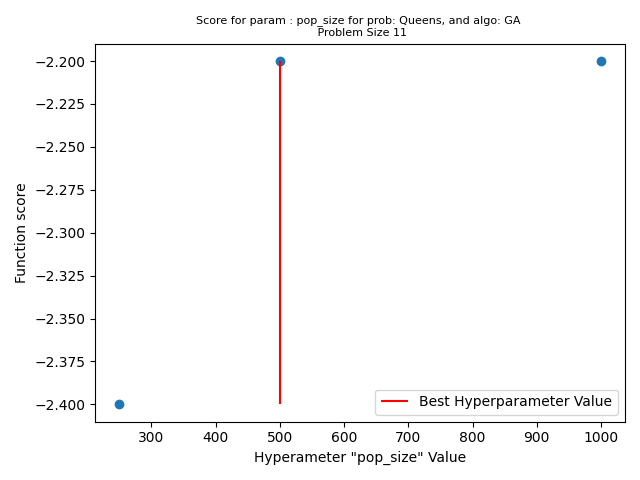 Score for param : pop_size for prob: Queens, and algo: GA
Problem Size 11
Function score
−2.200
−2.225
−2.250
−2.275
−2.300
−2.325
−2.350
−2.375
−2.400
Best Hyperparameter Value
300 400 500 600 700 800 900 1000
Hyperameter "pop_size" Value